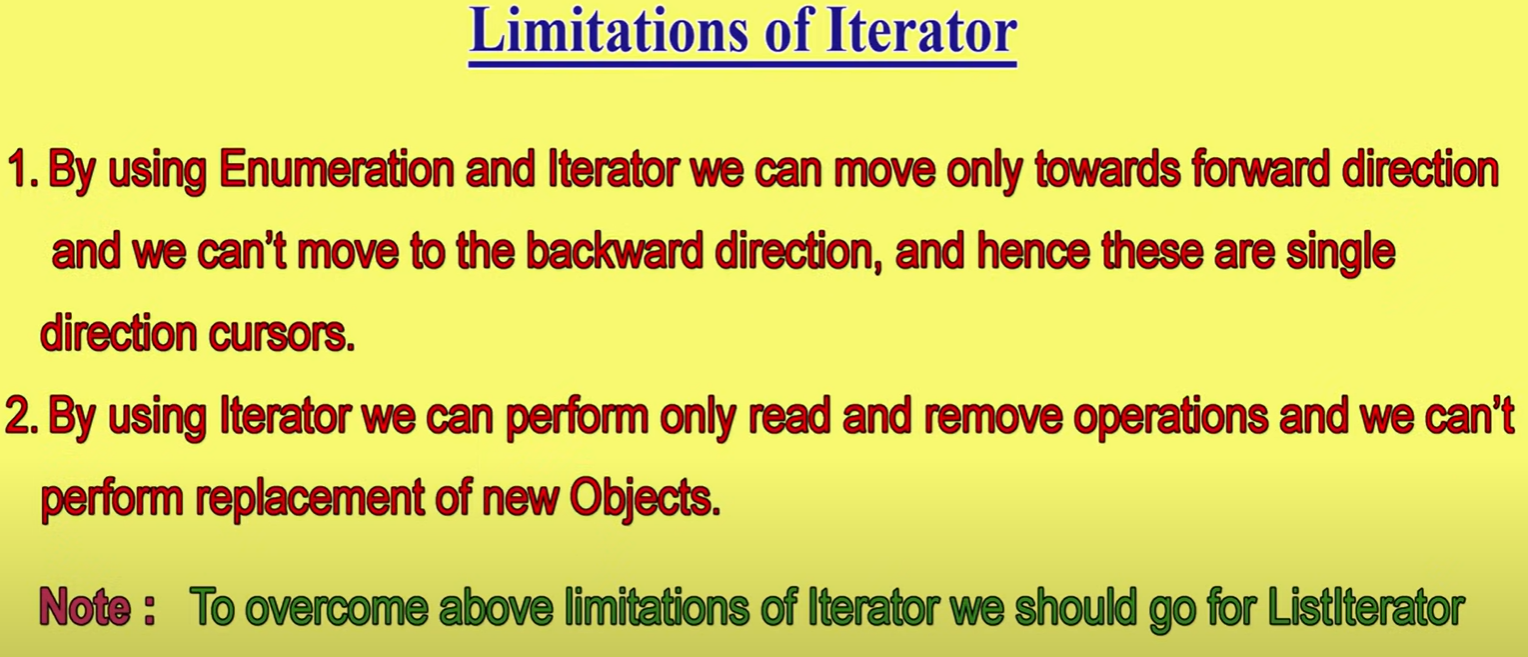 Limitations of Iterator
1. By using Enumeration and Iterator we can move only towards forward direction
and we can't move to the backward direction, and hence these are single
direction cursors.
2. By using Iterator we can perform only read and remove operations and we can't
perform replacement of new Objects.
Note : To overcome above limitations of Iterator we should go for ListIterator